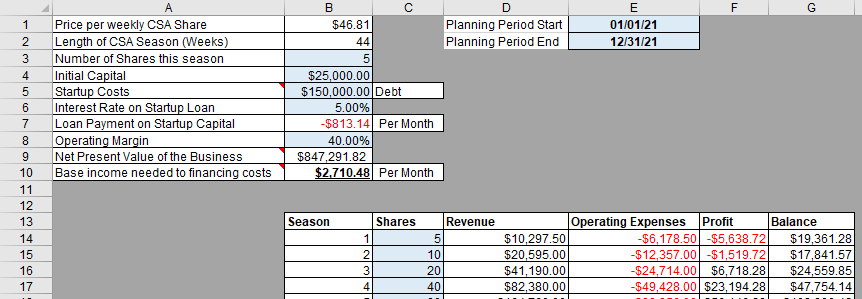 A B C D E F G
1 Price per weekly CSA Share $46.81 Planning Period Start 01/01/21
2 Length of CSA Season (Weeks) 44 Planning Period End 12/31/21
3 Number of Shares this season 5
4 Initial Capital $25,000.00
5 Startup Costs $150,000.00 Debt
6 Interest Rate on Startup Loan 5.00%
7 Loan Payment on Startup Capital -$813.14 Per Month
8 Operating Margin 40.00%
9 Net Present Value of the Business $847,291.82
10 Base income needed to financing costs $2,710.48 Per Month
11
12
13 Season Shares Revenue Operating Expenses Profit Balance
14 1 5 $10,297.50 -$6,178.50 -$5,638.72 $19,361.28
15 2 10 $20,595.00 -$12,357.00 -$1,519.72 $17,841.57
16 3 20 $41,190.00 -$24,714.00 $6,718.28 $24,559.85
17 4 40 $82,380.00 -$49,428.00 $23,194.28 $47,754.14